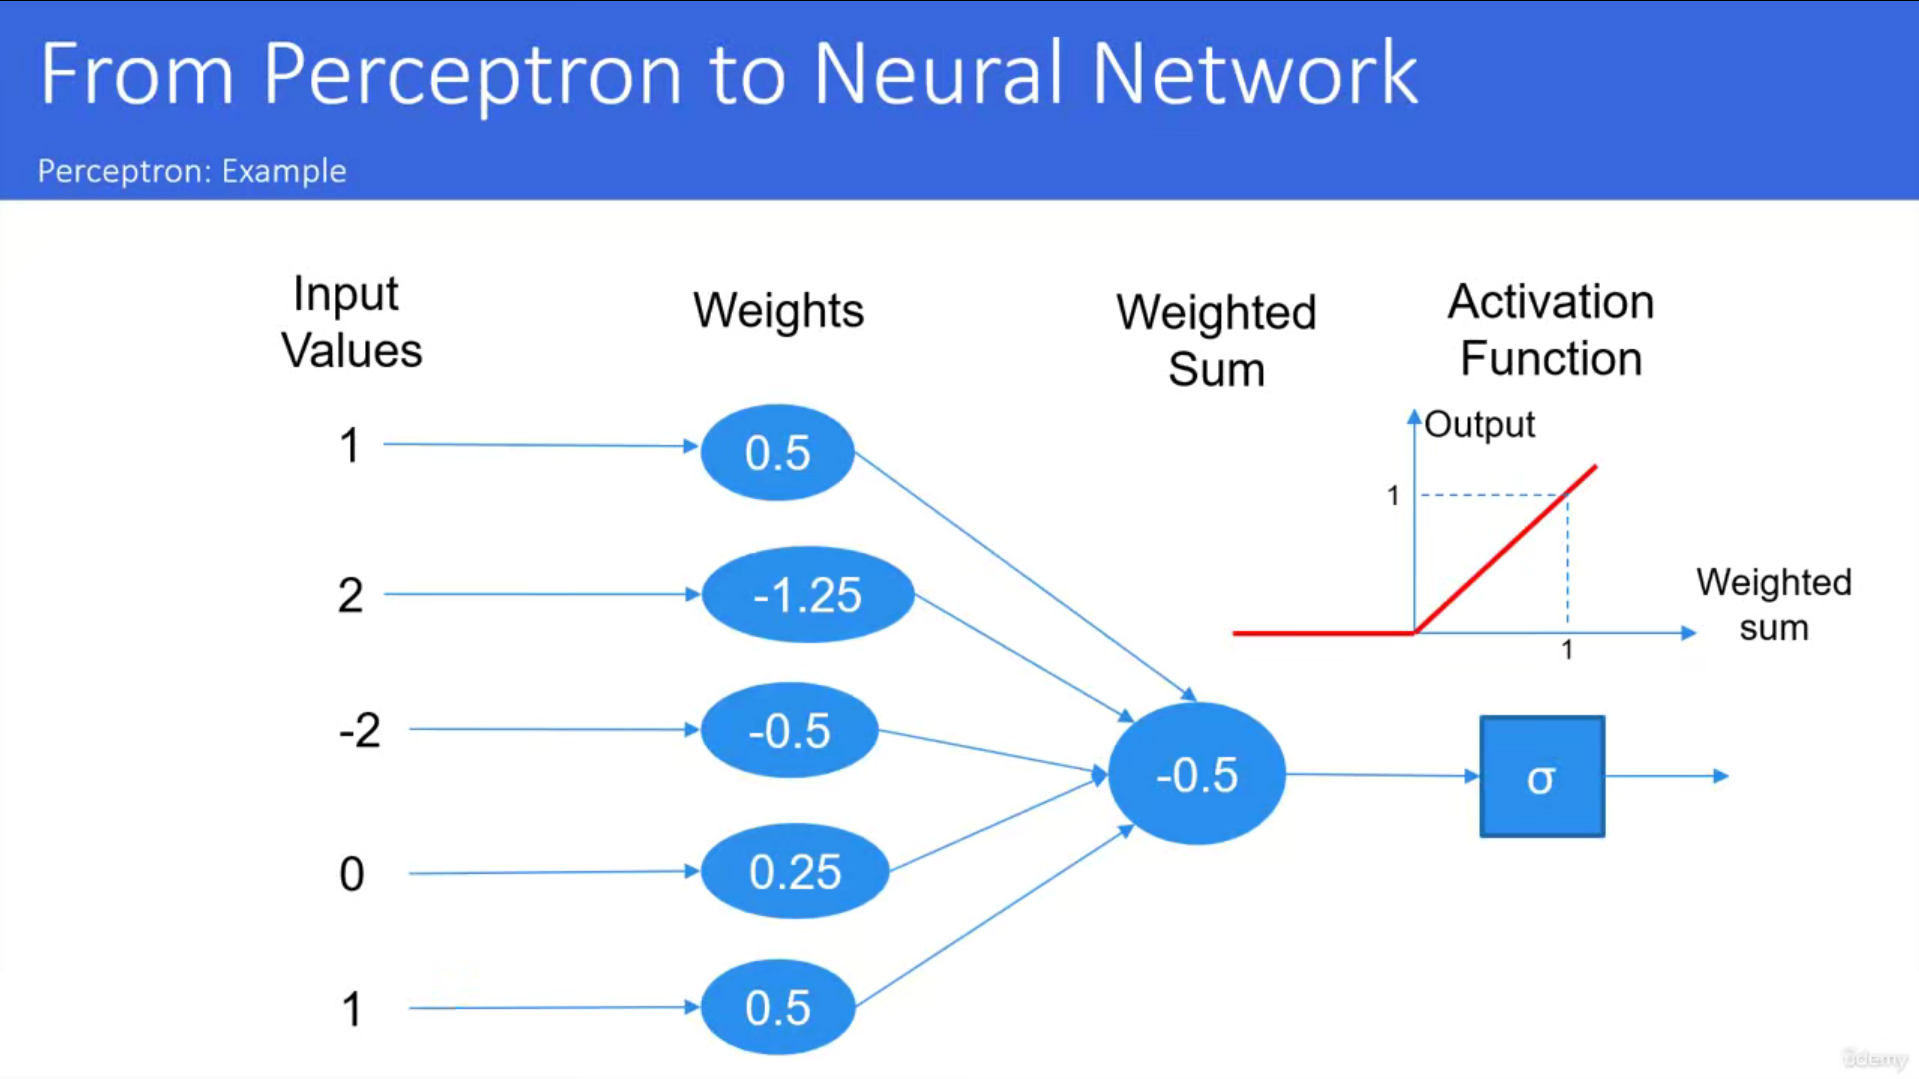 From Perceptron to Neural Network
Perceptron: Example
Input
Values
Weights
Weighted
Sum
Activation
Function
Output
1
Weighted
sum
1
1
0.5
2
-1.25
-2
-0.5
-0.5
σ
0
0.25
1
0.5
ûdemy